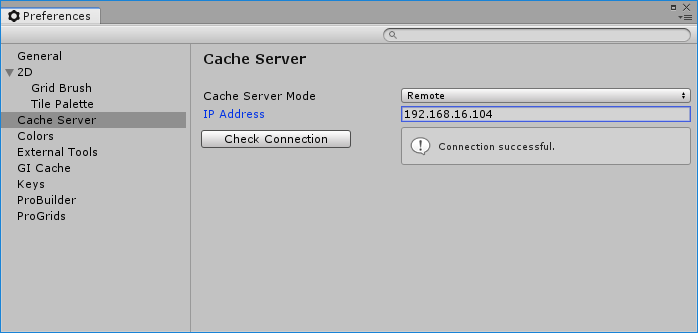 Preferences
General
2D
Grid Brush
Tile Palette
Cache Server
Colors
External Tools
GI Cache
Keys
ProBuilder
ProGrids
Cache Server
Cache Server Mode
Remote
IP Address
192.168.16.104
Check Connection
Connection successful.